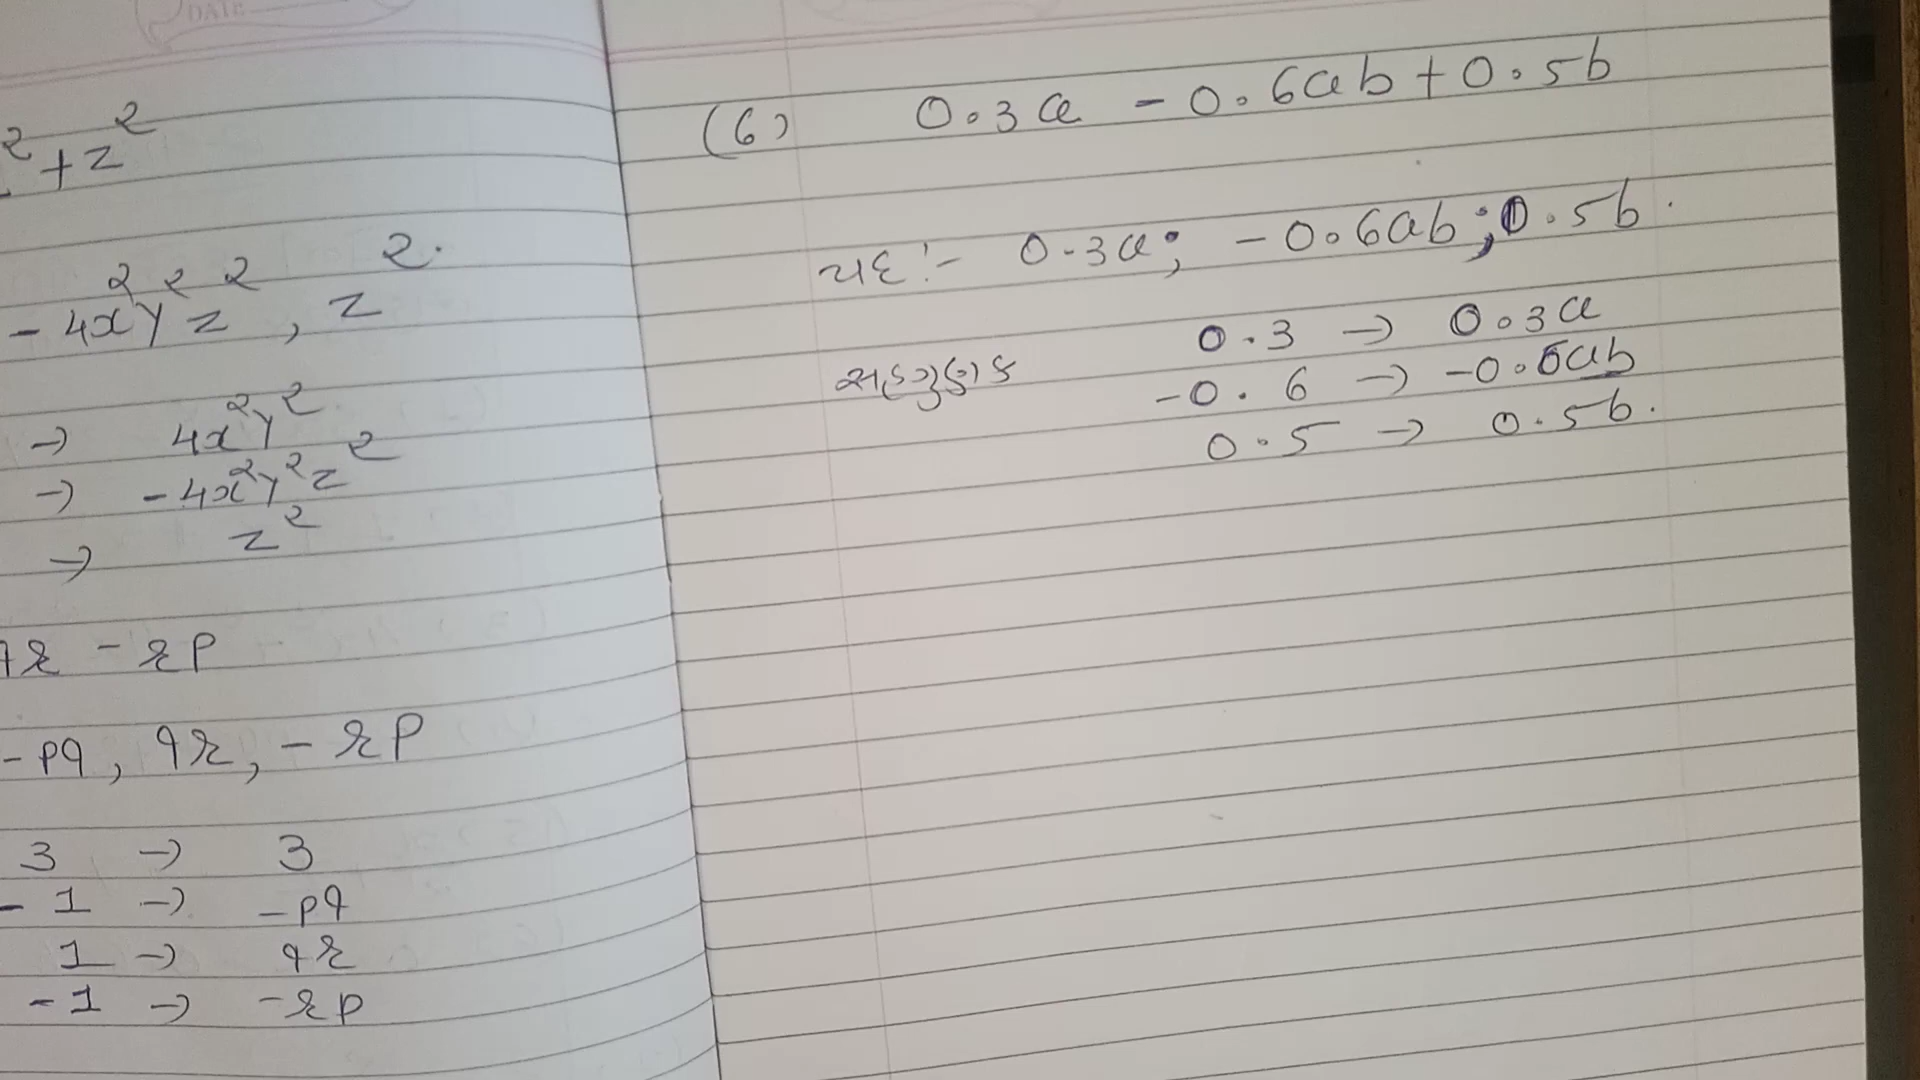 DATE
² + z²
- 4x²y²z² , z².
→ 4x²y²
→ - 4x²y²z²
→ z²
qr - rp
- pq, qr, - rp
3 → 3
- 1 → - pq
1 → qr
- 1 → - rp
(6) 0.3a - 0.6ab + 0.5b
પદ :- 0.3a; - 0.6ab; 0.5b.
સહગુણક 0.3 → 0.3a
-0.6 → -0.6ab
0.5 → 0.5b.